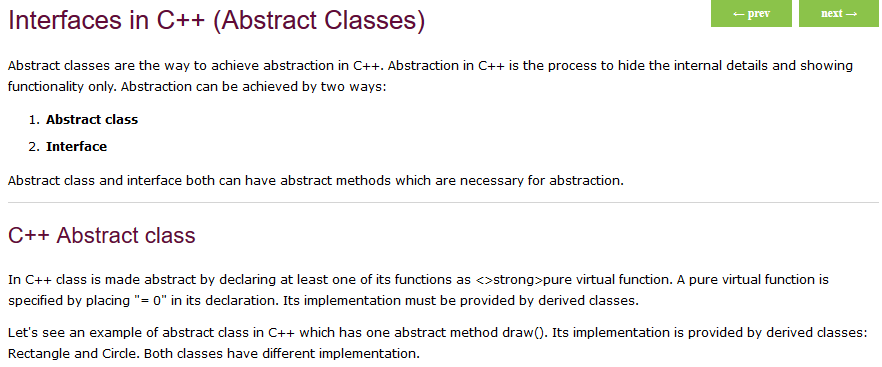 Interfaces in C++ (Abstract Classes)
← prev
next →
Abstract classes are the way to achieve abstraction in C++. Abstraction in C++ is the process to hide the internal details and showing
functionality only. Abstraction can be achieved by two ways:
1. Abstract class
2. Interface
Abstract class and interface both can have abstract methods which are necessary for abstraction.
C++ Abstract class
In C++ class is made abstract by declaring at least one of its functions as <>strong>pure virtual function. A pure virtual function is
specified by placing "= 0" in its declaration. Its implementation must be provided by derived classes.
Let's see an example of abstract class in C++ which has one abstract method draw(). Its implementation is provided by derived classes:
Rectangle and Circle. Both classes have different implementation.